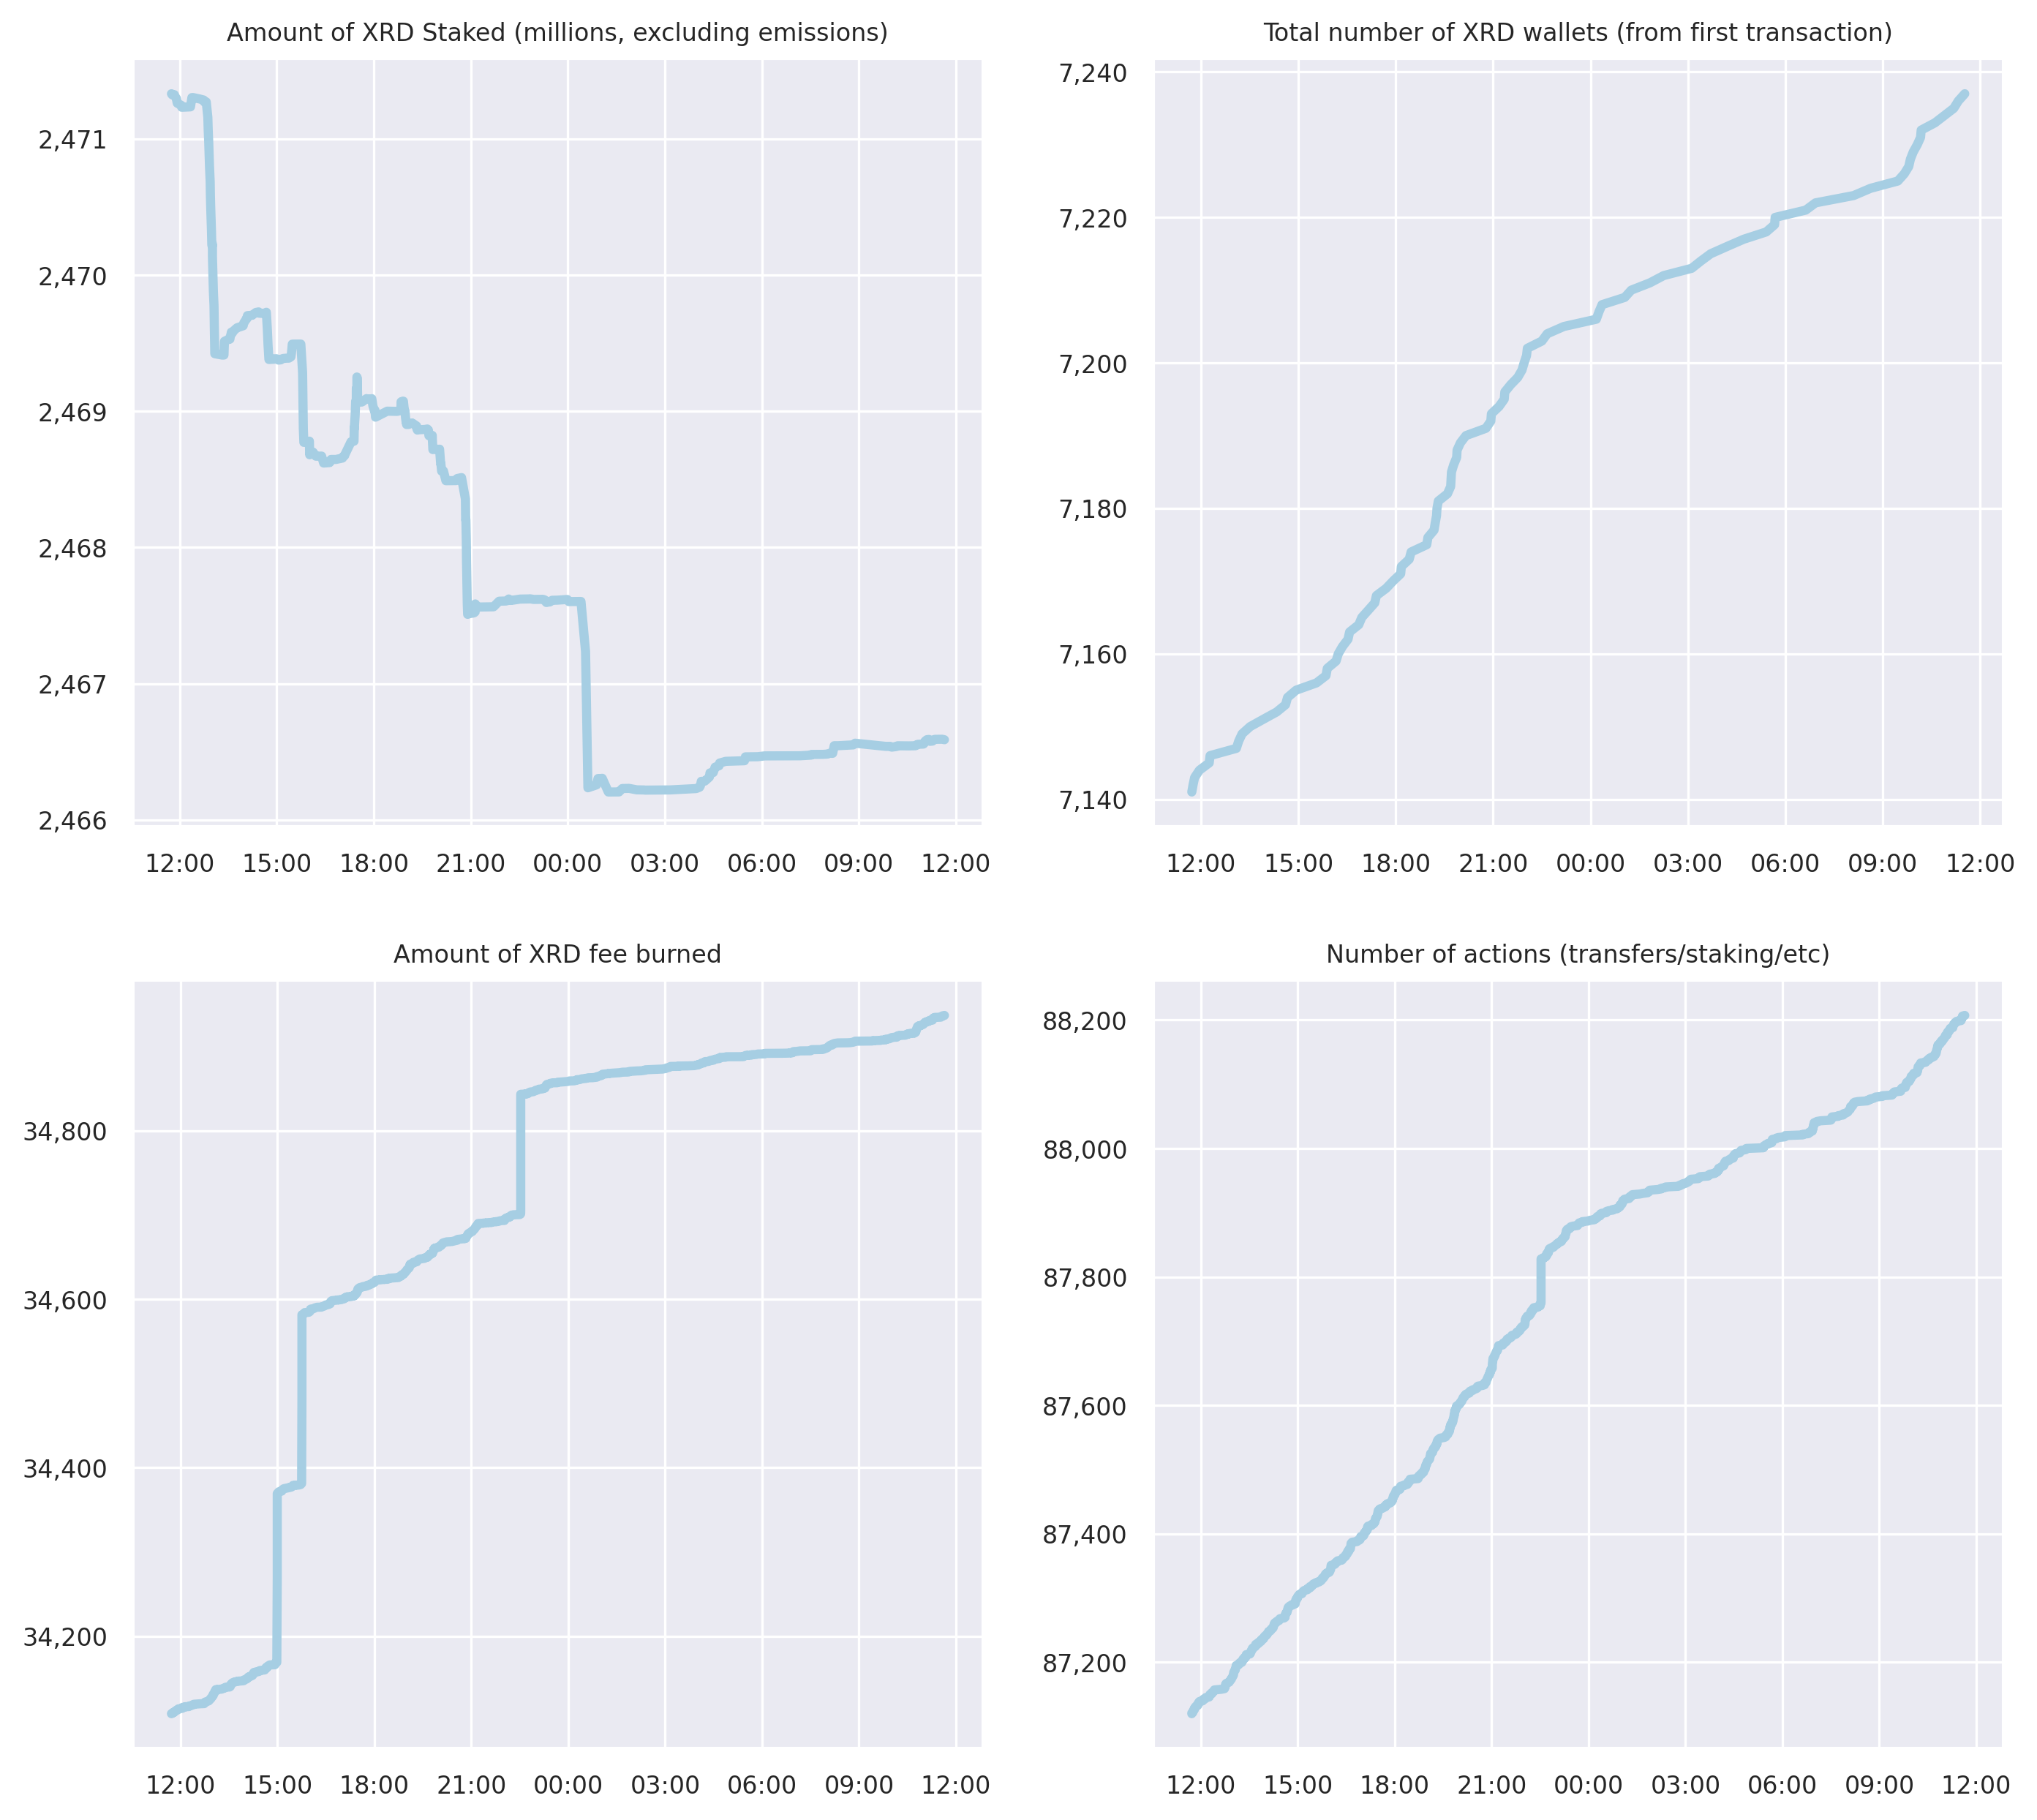 Amount of XRD Staked (millions, excluding emissions)
2,471
2,470
2,469
2,468
2,467
2,466
12:00 15:00 18:00 21:00 00:00 03:00 06:00 09:00 12:00
Total number of XRD wallets (from first transaction)
7,240
7,220
7,200
7,180
7,160
7,140
12:00 15:00 18:00 21:00 00:00 03:00 06:00 09:00 12:00
Amount of XRD fee burned
34,800
34,600
34,400
34,200
12:00 15:00 18:00 21:00 00:00 03:00 06:00 09:00 12:00
Number of actions (transfers/staking/etc)
88,200
88,000
87,800
87,600
87,400
87,200
12:00 15:00 18:00 21:00 00:00 03:00 06:00 09:00 12:00